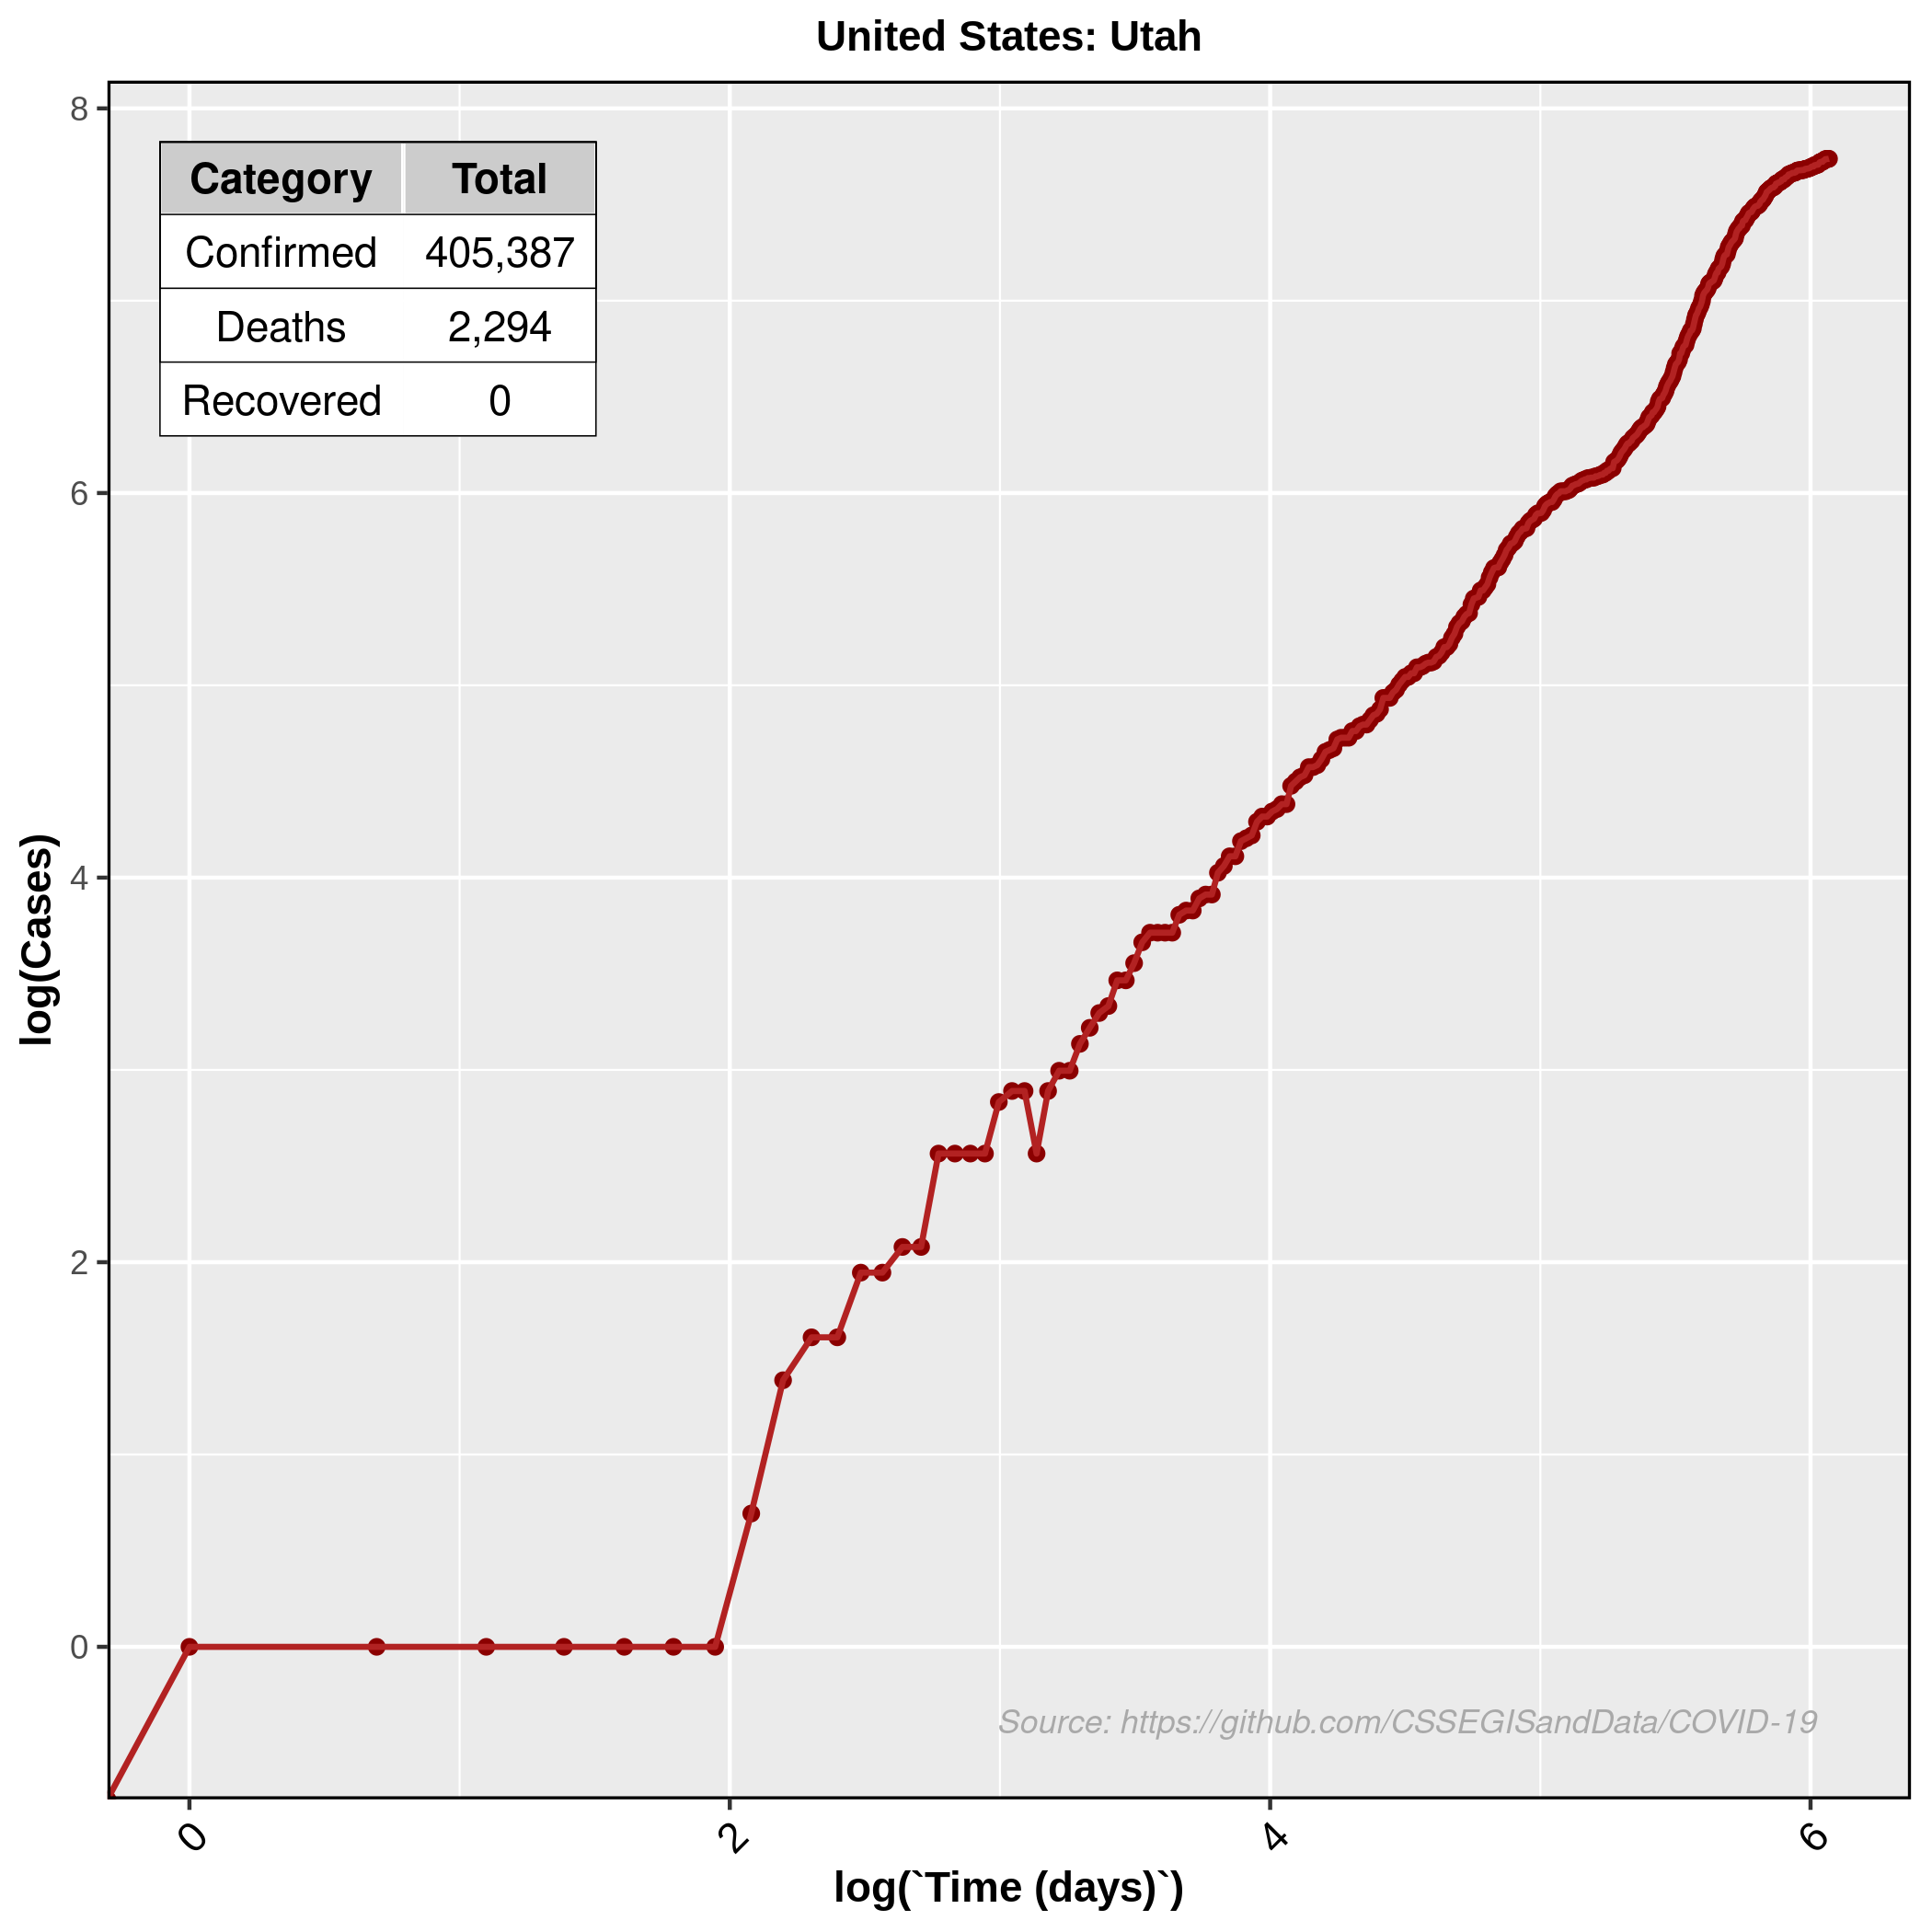 United States: Utah
8
Category Total
Confirmed 405,387
Deaths 2,294
Recovered 0
6
log(Cases)
4
2
0
Source: https://github.com/CSSEGISandData/COVID-19
0 2 4 6
log(`Time (days)`)